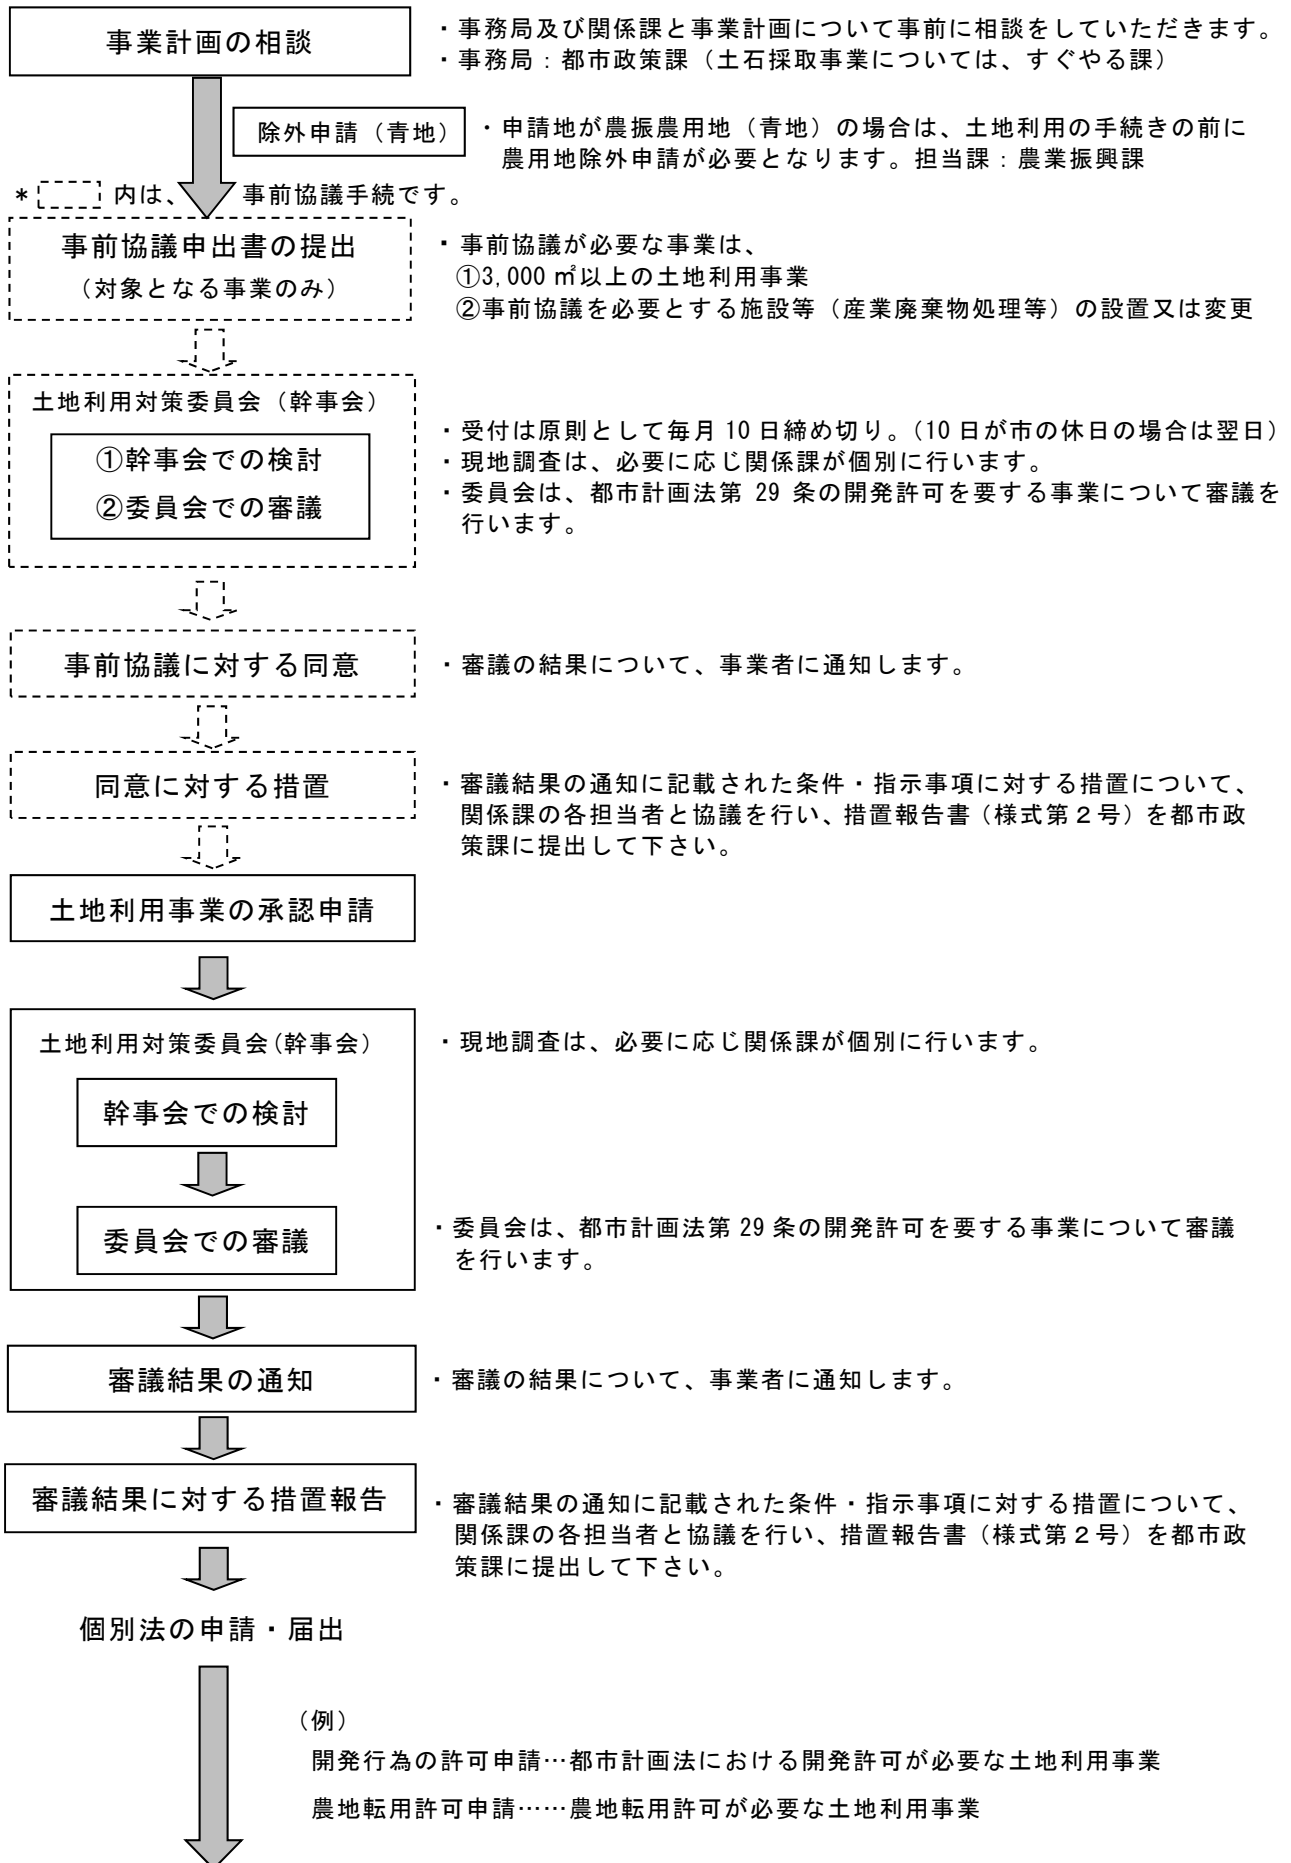 事業計画の相談
・事務局及び関係課と事業計画について事前に相談をしていただきます。
・事務局：都市政策課（土石採取事業については、すぐやる課）
除外申請（青地）
・申請地が農振農用地（青地）の場合は、土地利用の手続きの前に
農用地除外申請が必要となります。担当課：農業振興課
* 内は、 事前協議手続です。
事前協議申出書の提出
（対象となる事業のみ）
・事前協議が必要な事業は、
①3,000 ㎡以上の土地利用事業
②事前協議を必要とする施設等（産業廃棄物処理等）の設置又は変更
土地利用対策委員会（幹事会）
①幹事会での検討
②委員会での審議
・受付は原則として毎月 10 日締め切り。（10 日が市の休日の場合は翌日）
・現地調査は、必要に応じ関係課が個別に行います。
・委員会は、都市計画法第 29 条の開発許可を要する事業について審議を
行います。
事前協議に対する同意
・審議の結果について、事業者に通知します。
同意に対する措置
・審議結果の通知に記載された条件・指示事項に対する措置について、
関係課の各担当者と協議を行い、措置報告書（様式第２号）を都市政
策課に提出して下さい。
土地利用事業の承認申請
土地利用対策委員会(幹事会）
・現地調査は、必要に応じ関係課が個別に行います。
幹事会での検討
委員会での審議
・委員会は、都市計画法第 29 条の開発許可を要する事業について審議
を行います。
審議結果の通知
・審議の結果について、事業者に通知します。
審議結果に対する措置報告
・審議結果の通知に記載された条件・指示事項に対する措置について、
関係課の各担当者と協議を行い、措置報告書（様式第２号）を都市政
策課に提出して下さい。
個別法の申請・届出
（例）
開発行為の許可申請…都市計画法における開発許可が必要な土地利用事業
農地転用許可申請……農地転用許可が必要な土地利用事業